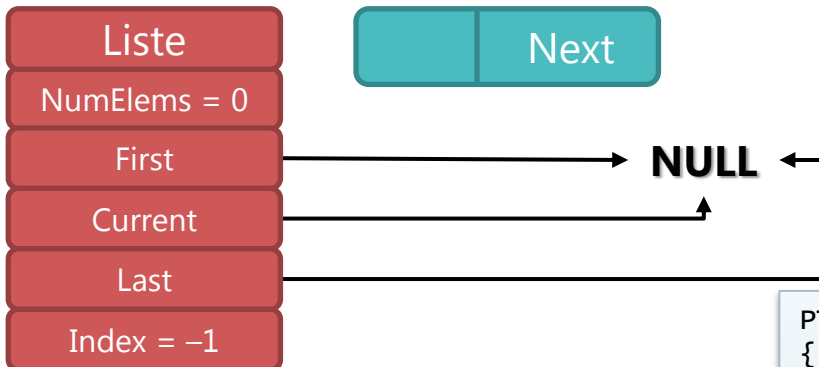 Liste
Next
NumElems = 0
First
NULL
Current
Last
Index = –1
{